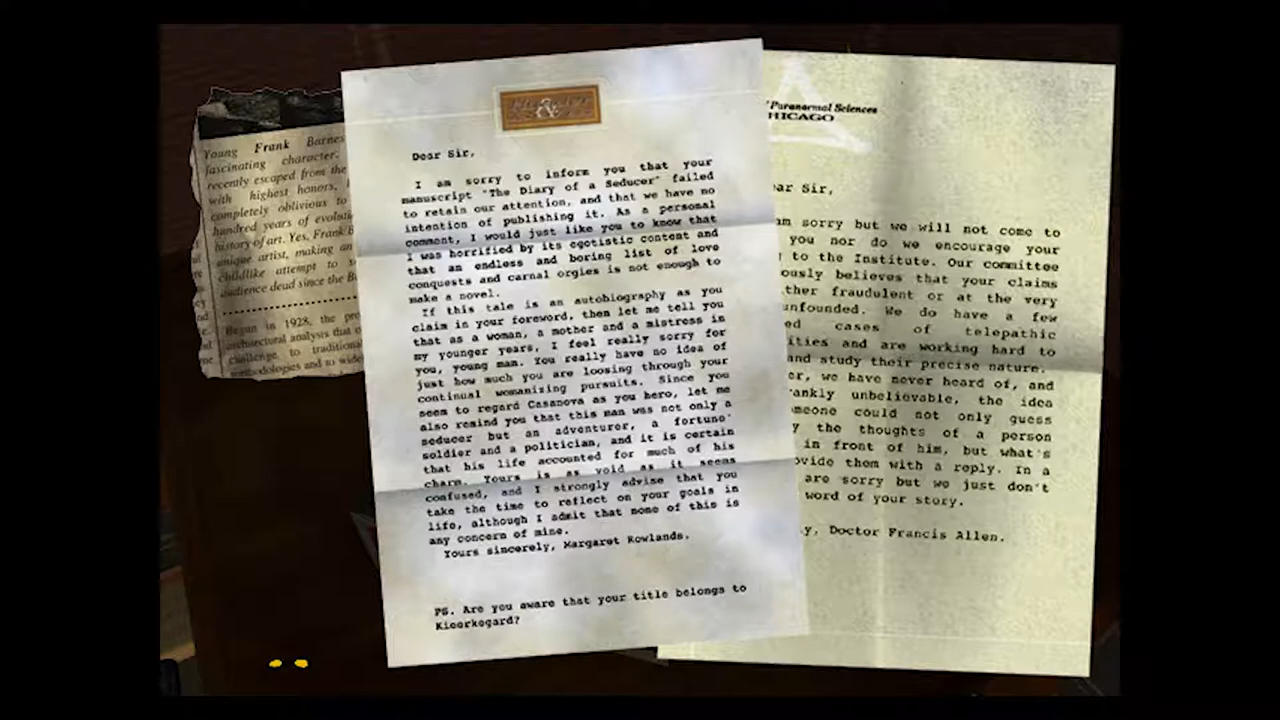 Young Frank Barnes
fascinating character.
recently escaped from the
with highest honors,
completely oblivious to
hundred years of evolu
history of art. Yes, Frank B
unique artist, making an
childlike attempt to s
audience dead since the Ba
Began in 1928, the pre
architectural analysis that o
challenge, to traditiona
methodologies and to wide
&
Dear Sir,
I am sorry to inform you that your
manuscript "The Diary of a Seducer" failed
to retain our attention, and that we have no
intention of publishing it. As a personal
comment, I would just like you to know that
I was horrified by its egotistic content and
that an endless and boring list of love
conquests and carnal orgies is not enough to
make a novel.
If this tale is an autobiography as you
claim in your foreword, then let me tell you
that as a woman, a mother and a mistress in
my younger years, I feel really sorry for
you, young man. You really have no idea of
just how much you are loosing through your
continual womanizing pursuits. Since you
seem to regard Casanova as you hero, let me
also remind you that this man was not only a
seducer but an adventurer, a fortune
soldier and a politician, and it is certain
that his life accounted for much of his
charm. Yours is as void as it seems
confused, and I strongly advise that you
take the time to reflect on your goals in
life, although I admit that none of this is
any concern of mine.
Yours sincerely, Margaret Rowlands.
PS. Are you aware that your title belongs to
Kieerkegard?
Paranormal Sciences
HICAGO
ear Sir,
am sorry but we will not come to
you nor do we encourage your
to the Institute. Our committee
ously believes that your claims
ther fraudulent or at the very
unfounded. We do have a few
ed cases of telepathic
ities and are working hard to
and study their precise nature.
er, we have never heard of, and
rankly unbelievable, the idea
omeone could not only guess
y the thoughts of a person
in front of him, but what's
ovide them with a reply. In a
are sorry but we just don't
word of your story.
ly, Doctor Francis Allen.